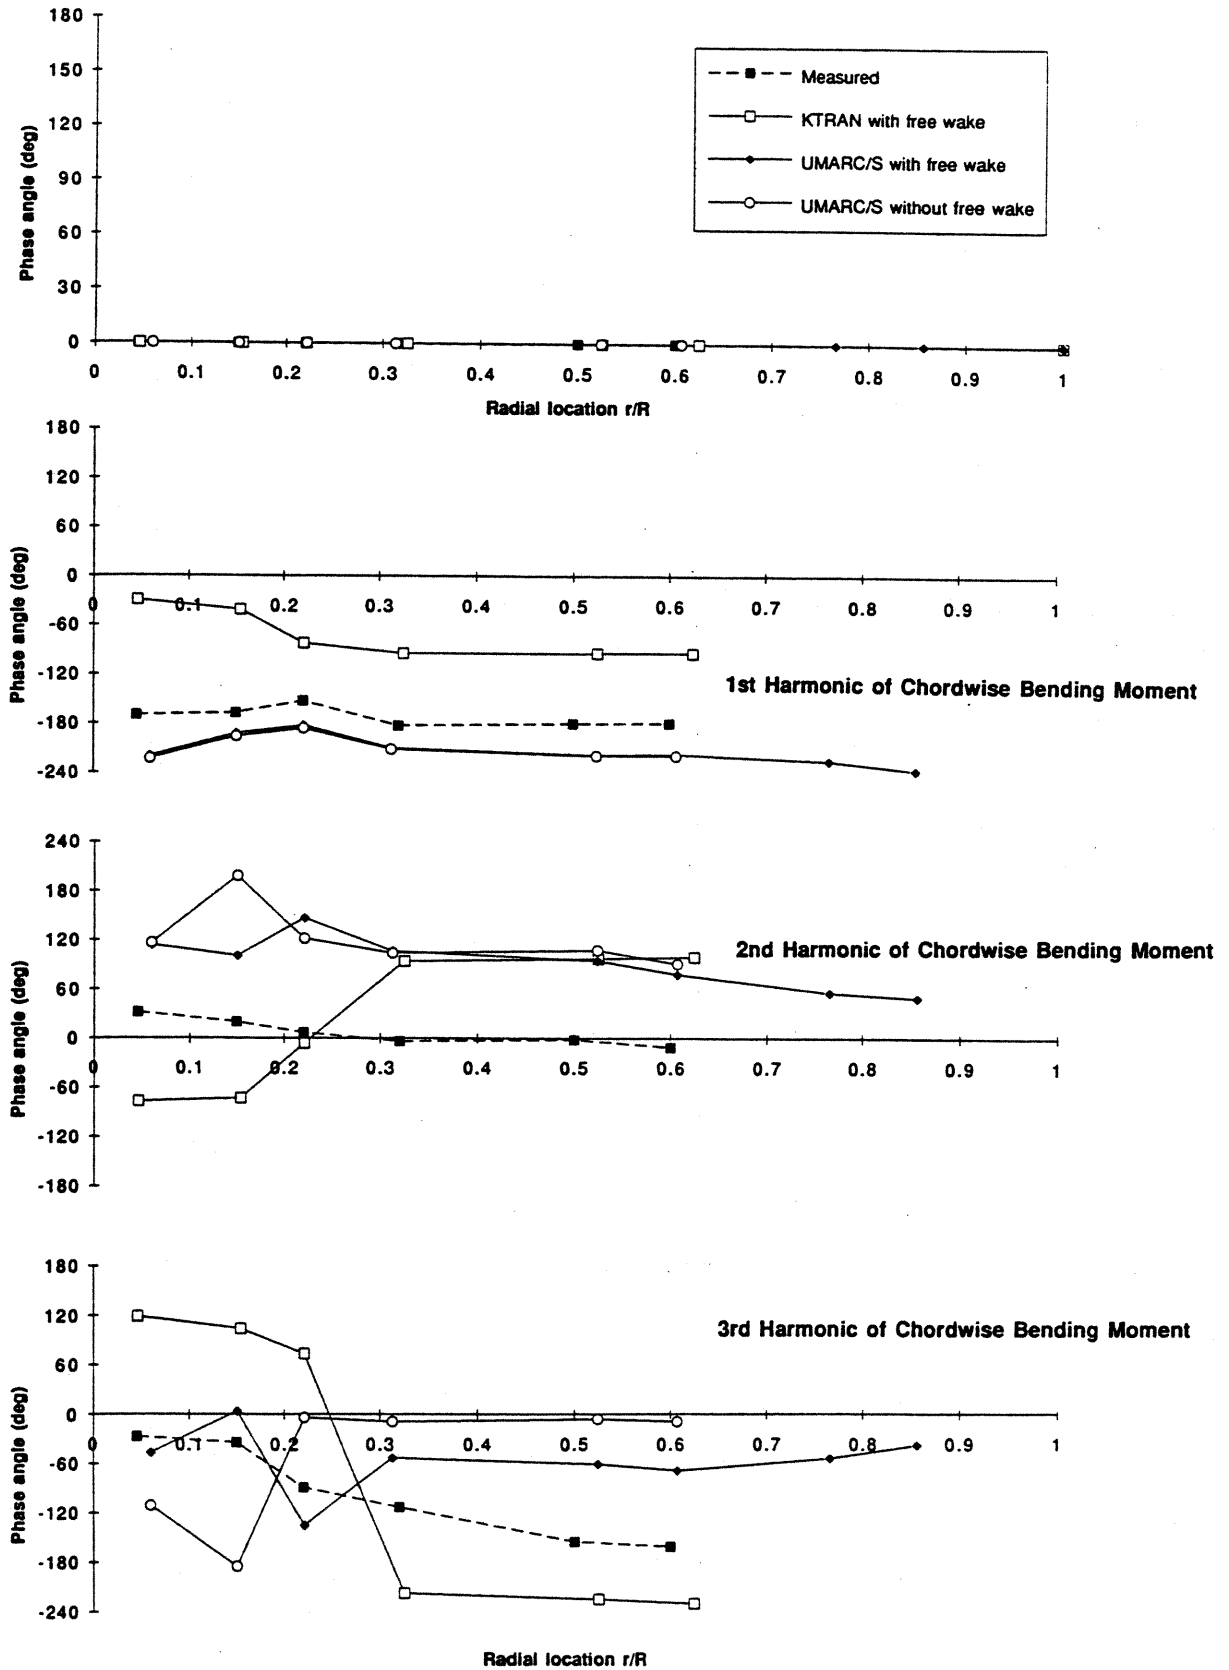 180
150
120
90
60
30
0
Phase angle (deg)
Measured
KTRAN with free wake
UMARC/S with free wake
UMARC/S without free wake
0 0.1 0.2 0.3 0.4 0.5 0.6 0.7 0.8 0.9 1
Radial location r/R
180
120
60
0
-60
-120
-180
-240
Phase angle (deg)
0 0.1 0.2 0.3 0.4 0.5 0.6 0.7 0.8 0.9 1
1st Harmonic of Chordwise Bending Moment
240
180
120
60
0
-60
-120
-180
Phase angle (deg)
2nd Harmonic of Chordwise Bending Moment
0 0.1 0.2 0.3 0.4 0.5 0.6 0.7 0.8 0.9 1
180
120
60
0
-60
-120
-180
-240
Phase angle (deg)
3rd Harmonic of Chordwise Bending Moment
0 0.1 0.2 0.3 0.4 0.5 0.6 0.7 0.8 0.9 1
Radial location r/R